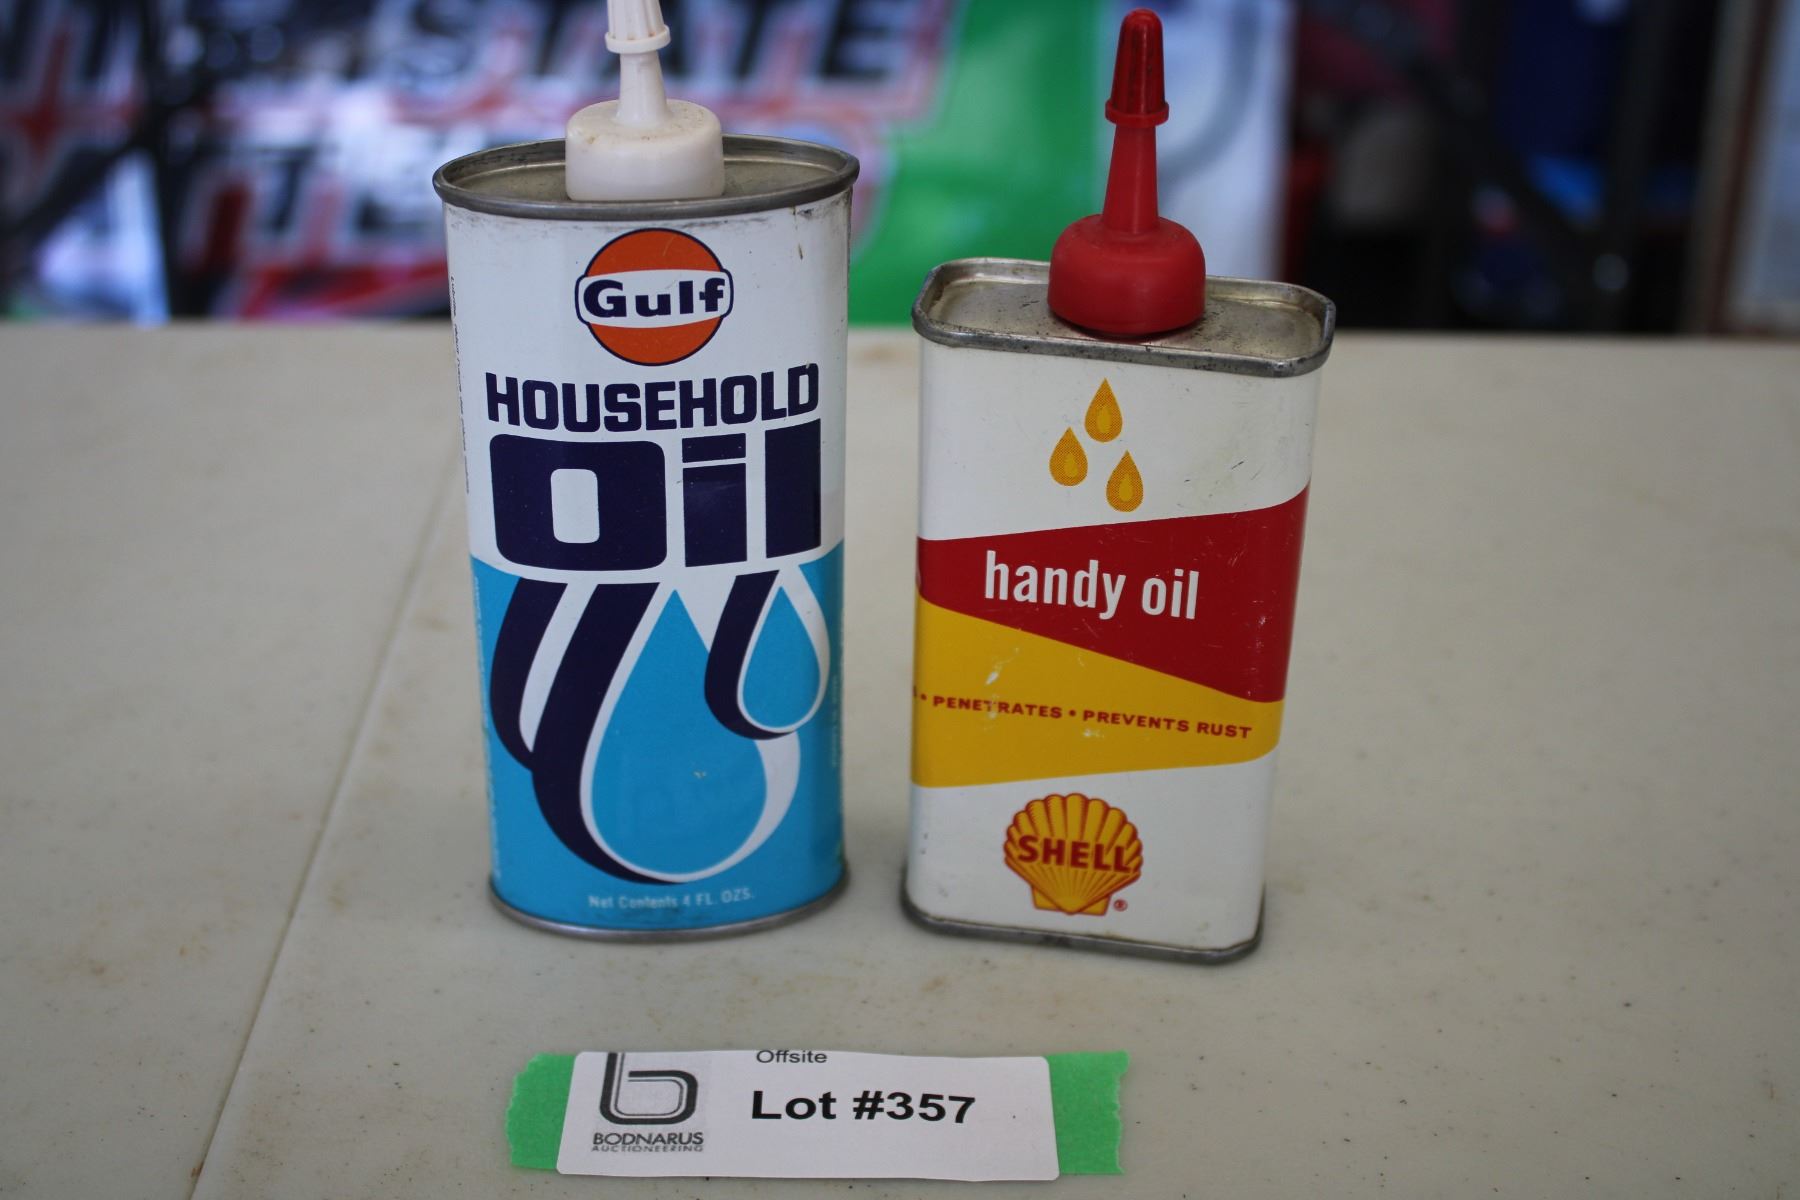 STATE
Gulf
HOUSEHOLD
Oil
Net Contents 4 FL. OZS.
handy oil
• PENETRATES • PREVENTS RUST
SHELL
®
Offsite
Lot #357
b
BODNARUS
AUCTIONEERING